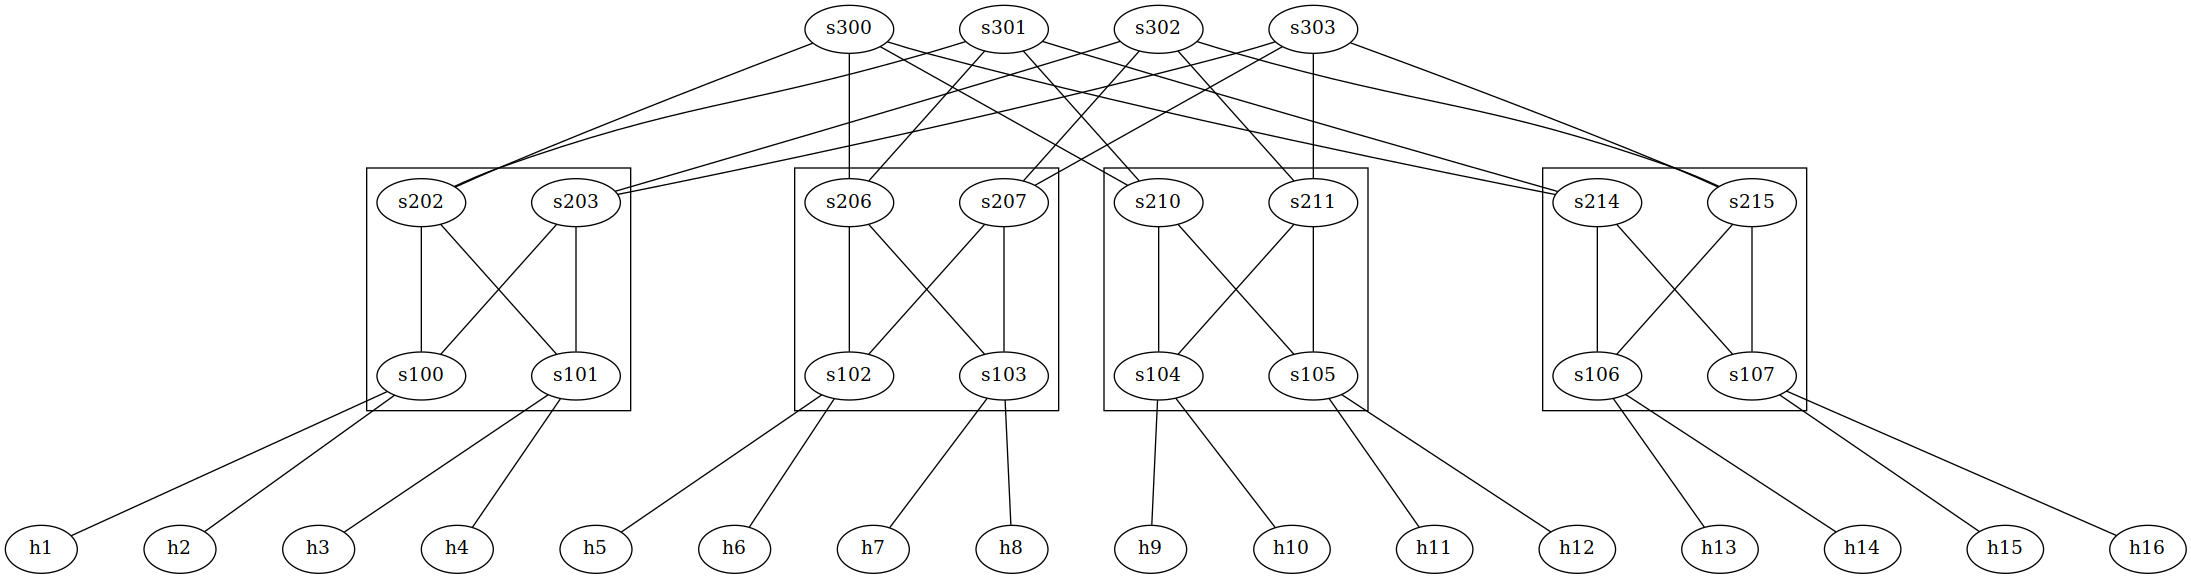 s300 s301 s302 s303
s202 s203 s206 s207 s210 s211 s214 s215
s100 s101 s102 s103 s104 s105 s106 s107
h1 h2 h3 h4 h5 h6 h7 h8 h9 h10 h11 h12 h13 h14 h15 h16